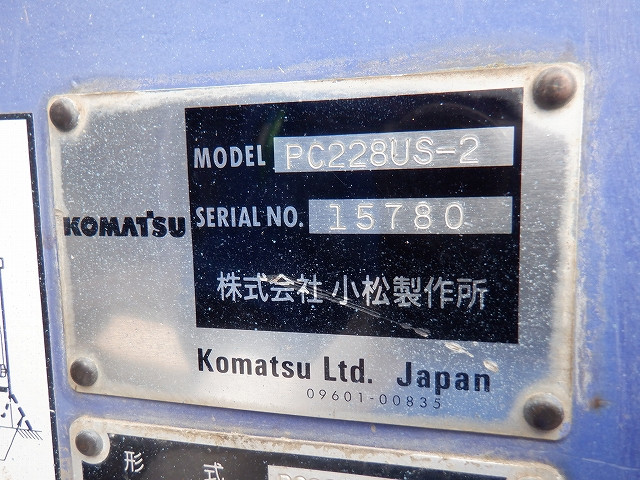 MODEL PC228US-2
KOMATSU
SERIAL NO. 15780
株式会社 小松製作所
Komatsu Ltd. Japan
09601-00835
形 式